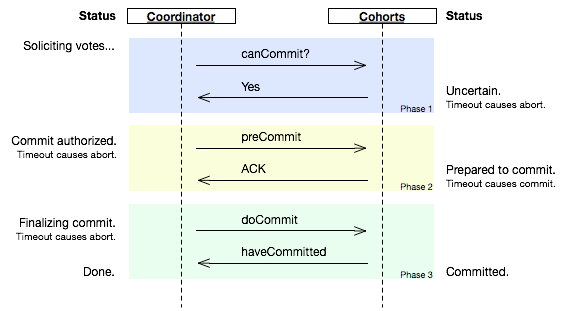 Status
Coordinator
Cohorts
Status
Soliciting votes...
canCommit?
Yes
Uncertain.
Timeout causes abort.
Phase 1
Commit authorized.
Timeout causes abort.
preCommit
ACK
Prepared to commit.
Timeout causes commit.
Phase 2
Finalizing commit.
Timeout causes abort.
doCommit
haveCommitted
Done.
Phase 3
Committed.